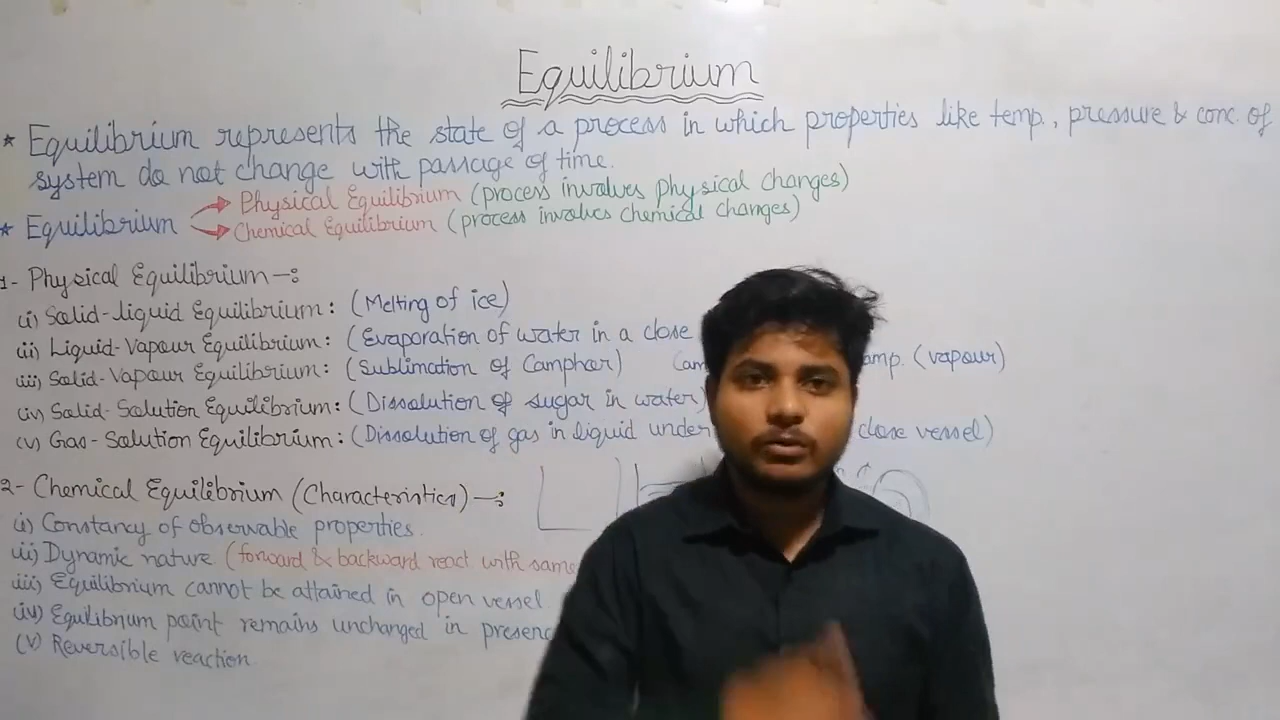 Equilibrium
* Equilibrium represents the state of a process in which properties like temp., pressure & conc. of
system do not change with passage of time.
* Equilibrium
Physical Equilibrium (process involves physical changes)
Chemical Equilibrium (process involves chemical changes)
1- Physical Equilibrium -:
(i) Solid-liquid Equilibrium: (Melting of ice)
(ii) Liquid-Vapour Equilibrium: (Evaporation of water in a close
(iii) Solid-Vapour Equilibrium: (Sublimation of Camphor) amp. (vapour)
(iv) Solid-Solution Equilibrium: (Dissolution of sugar in water)
(v) Gas-Solution Equilibrium: (Dissolution of gas in liquid under close vessel)
2- Chemical Equilibrium (Characteristics) -:
(i) Constancy of observable properties.
(ii) Dynamic nature (forward & backward react. with same
(iii) Equilibrium cannot be attained in open vessel.
(iv) Equilibrium point remains unchanged in presenc
(v) Reversible reaction